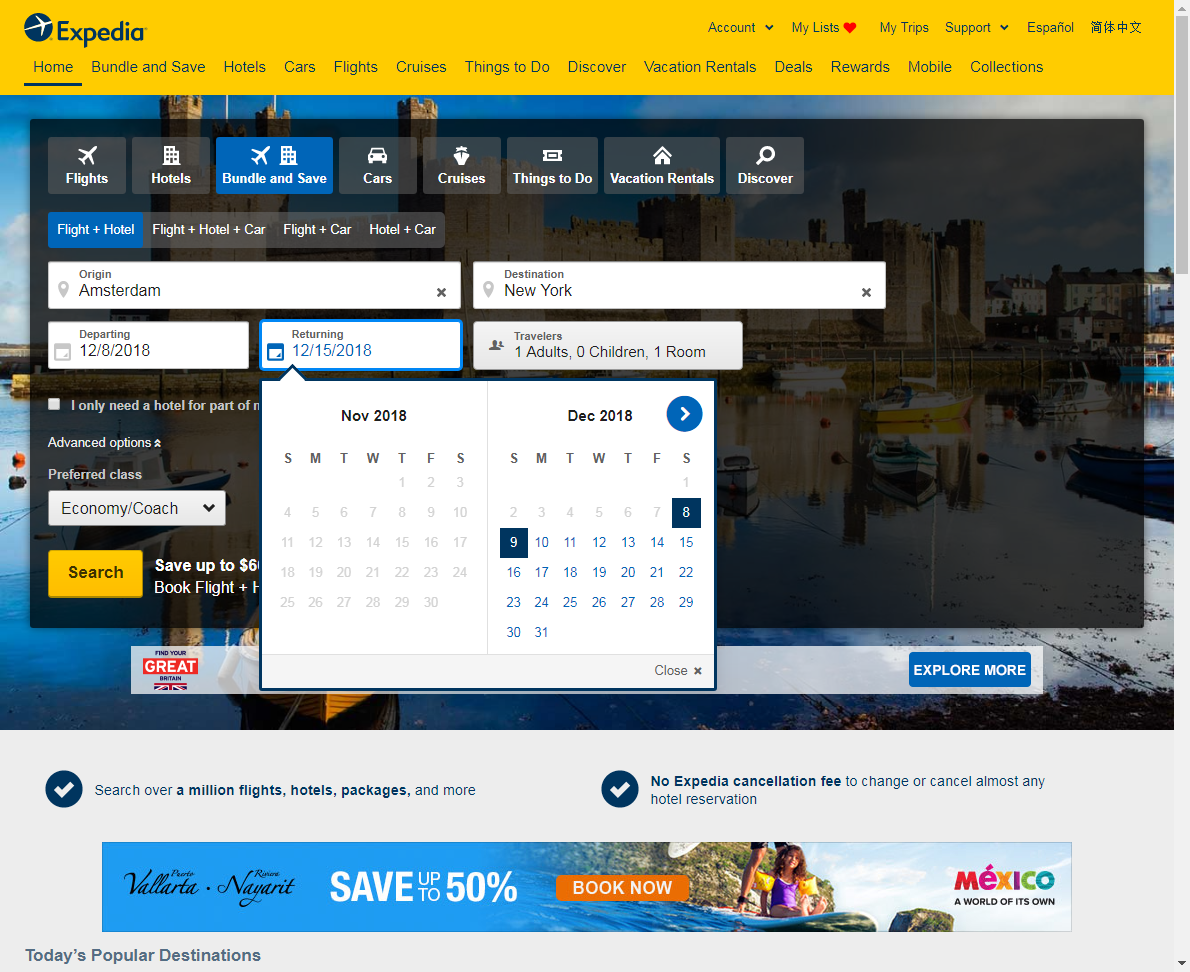 Expedia
Account My Lists My Trips Support Español 简体中文
Home Bundle and Save Hotels Cars Flights Cruises Things to Do Discover Vacation Rentals Deals Rewards Mobile Collections
Flights Hotels Bundle and Save Cars Cruises Things to Do Vacation Rentals Discover
Flight + Hotel Flight + Hotel + Car Flight + Car Hotel + Car
Origin
Amsterdam
Destination
New York
Departing
12/8/2018
Returning
12/15/2018
Travelers
1 Adults, 0 Children, 1 Room
I only need a hotel for part of
Advanced options
Preferred class
Economy/Coach
Search
Save up to
Book Flight +
Nov 2018
S M T W T F S
1 2 3
4 5 6 7 8 9 10
11 12 13 14 15 16 17
18 19 20 21 22 23 24
25 26 27 28 29 30
Dec 2018
S M T W T F S
1
2 3 4 5 6 7 8
9 10 11 12 13 14 15
16 17 18 19 20 21 22
23 24 25 26 27 28 29
30 31
Close
FIND YOUR
GREAT
BRITAIN
EXPLORE MORE
Search over a million flights, hotels, packages, and more
No Expedia cancellation fee to change or cancel almost any
hotel reservation
Puerto Vallarta · Riviera Nayarit
SAVE UP TO 50%
BOOK NOW
MéXICO
A WORLD OF ITS OWN
Today's Popular Destinations